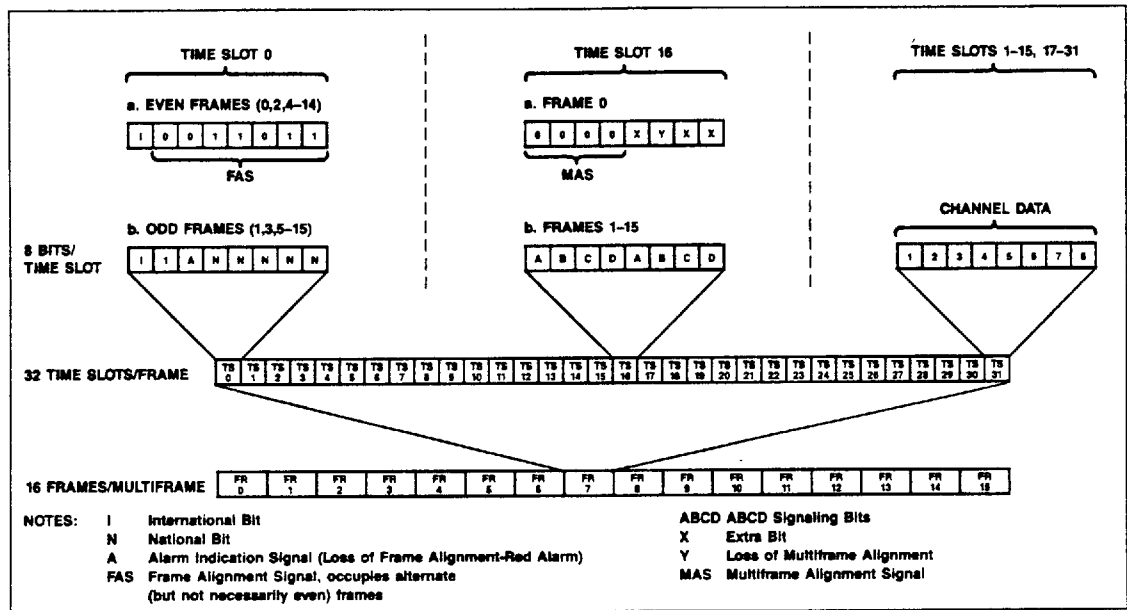 TIME SLOT 0
a. EVEN FRAMES (0,2,4–14)
I 0 0 1 1 0 1 1
FAS
b. ODD FRAMES (1,3,5–15)
8 BITS/
TIME SLOT
I 1 A N N N N N
TIME SLOT 16
a. FRAME 0
0 0 0 0 X Y X X
MAS
b. FRAMES 1–15
A B C D A B C D
TIME SLOTS 1–15, 17–31
CHANNEL DATA
1 2 3 4 5 6 7 8
32 TIME SLOTS/FRAME
TS 0 TS 1 TS 2 TS 3 TS 4 TS 5 TS 6 TS 7 TS 8 TS 9 TS 10 TS 11 TS 12 TS 13 TS 14 TS 15 TS 16 TS 17 TS 18 TS 19 TS 20 TS 21 TS 22 TS 23 TS 24 TS 25 TS 26 TS 27 TS 28 TS 29 TS 30 TS 31
16 FRAMES/MULTIFRAME
FR 0 FR 1 FR 2 FR 3 FR 4 FR 5 FR 6 FR 7 FR 8 FR 9 FR 10 FR 11 FR 12 FR 13 FR 14 FR 15
NOTES:
I International Bit
N National Bit
A Alarm Indication Signal (Loss of Frame Alignment-Red Alarm)
FAS Frame Alignment Signal, occupies alternate
(but not necessarily even) frames
ABCD ABCD Signaling Bits
X Extra Bit
Y Loss of Multiframe Alignment
MAS Multiframe Alignment Signal